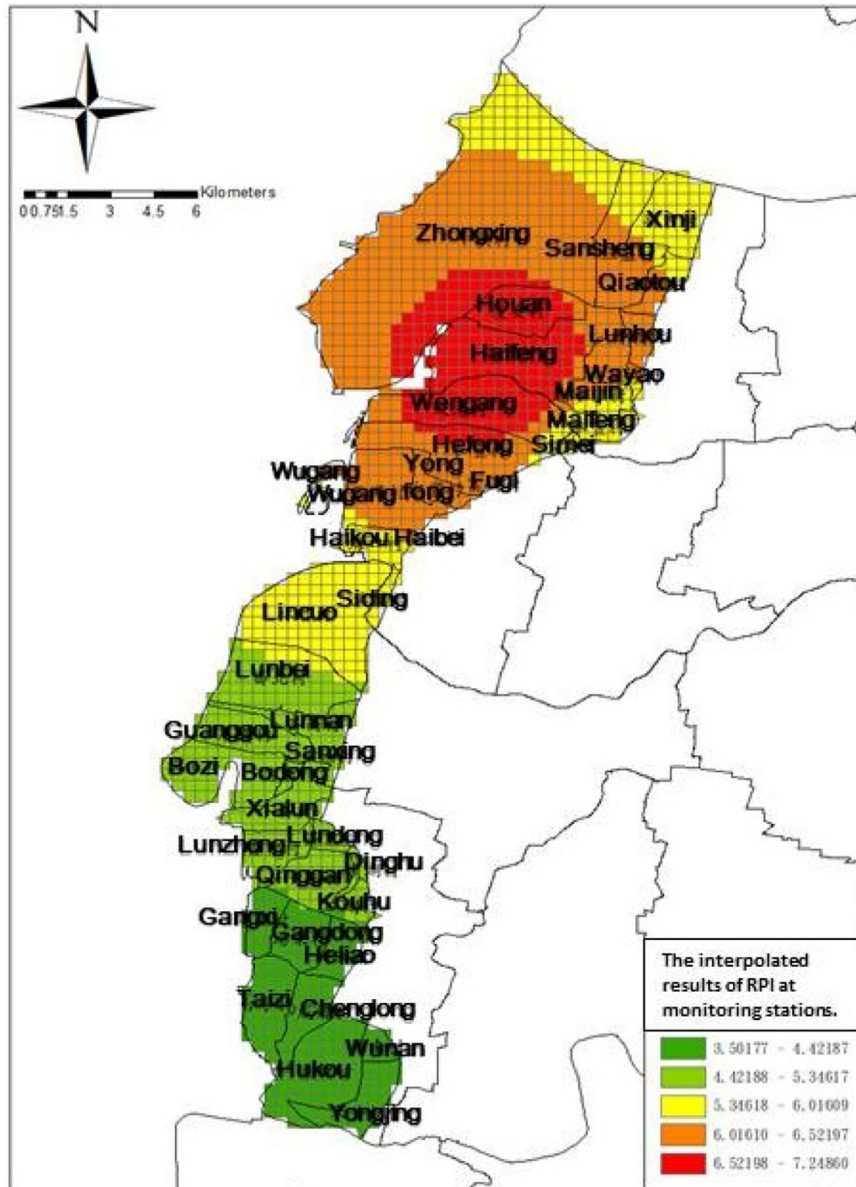 N
Kilometers
0 0.75 1.5 3 4.5 6
Zhongxing
Xinji
Sansheng
Qiaotou
Houan
Lunhou
Haifeng
Wayao
Maijin
Wengang
Maifeng
Hefong
Simei
Yong
Wugang
Fugi
Wugang
fong
Haikou
Haibei
Siding
Lincuo
Lunbei
Lunnan
Guanggou
Sanxing
Bozi
Bodong
Xialun
Lundong
Lunzhong
Dinghu
Qinggan
Kouhu
Gangxi
Gangdong
Heliao
Taizi
Chenglong
Wunan
Hukou
Yongjing
The interpolated
results of RPI at
monitoring stations.
3.50177 - 4.42187
4.42188 - 5.34617
5.34618 - 6.01609
6.01610 - 6.52197
6.52198 - 7.24860